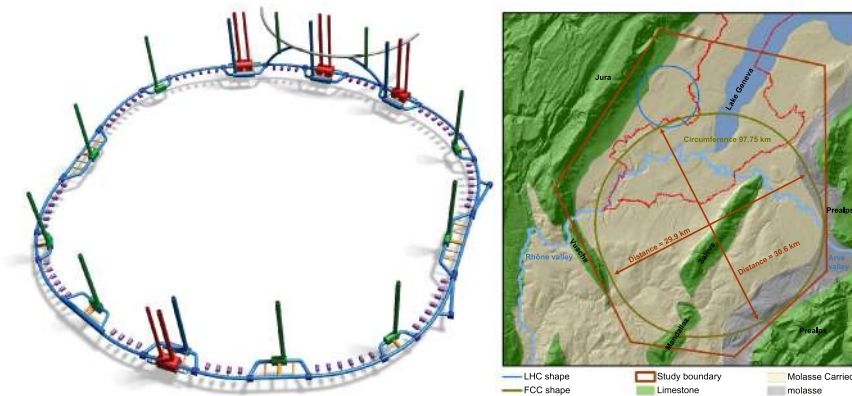 Jura
Lake Geneva
Circumference 97.75 km
Prealps
Rhône valley
Vuache
Distance = 29.9 km
Salève
Distance = 30.6 km
Arve
valley
Mandallaz
Prealps
LHC shape
Study boundary
Molasse Carried
FCC shape
Limestone
molasse